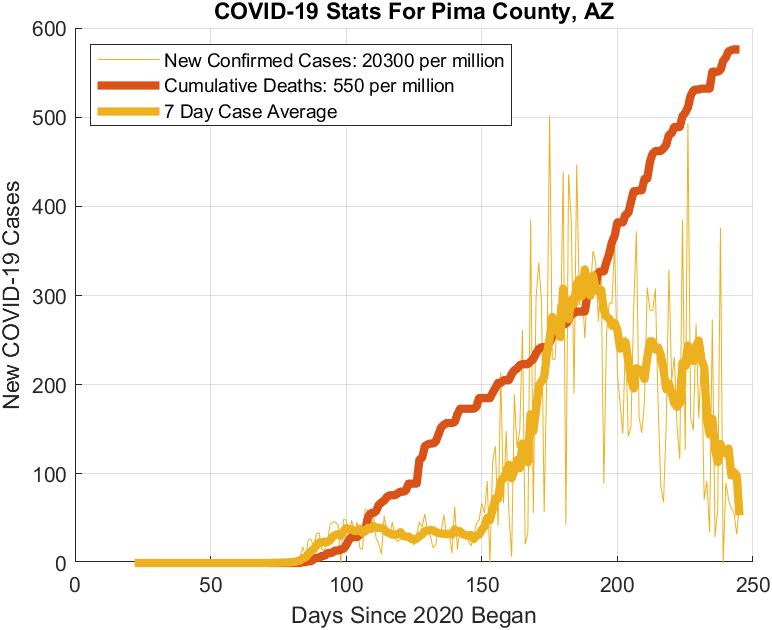 COVID-19 Stats For Pima County, AZ
New Confirmed Cases: 20300 per million
Cumulative Deaths: 550 per million
7 Day Case Average
600
500
400
300
200
100
0
New COVID-19 Cases
0 50 100 150 200 250
Days Since 2020 Began